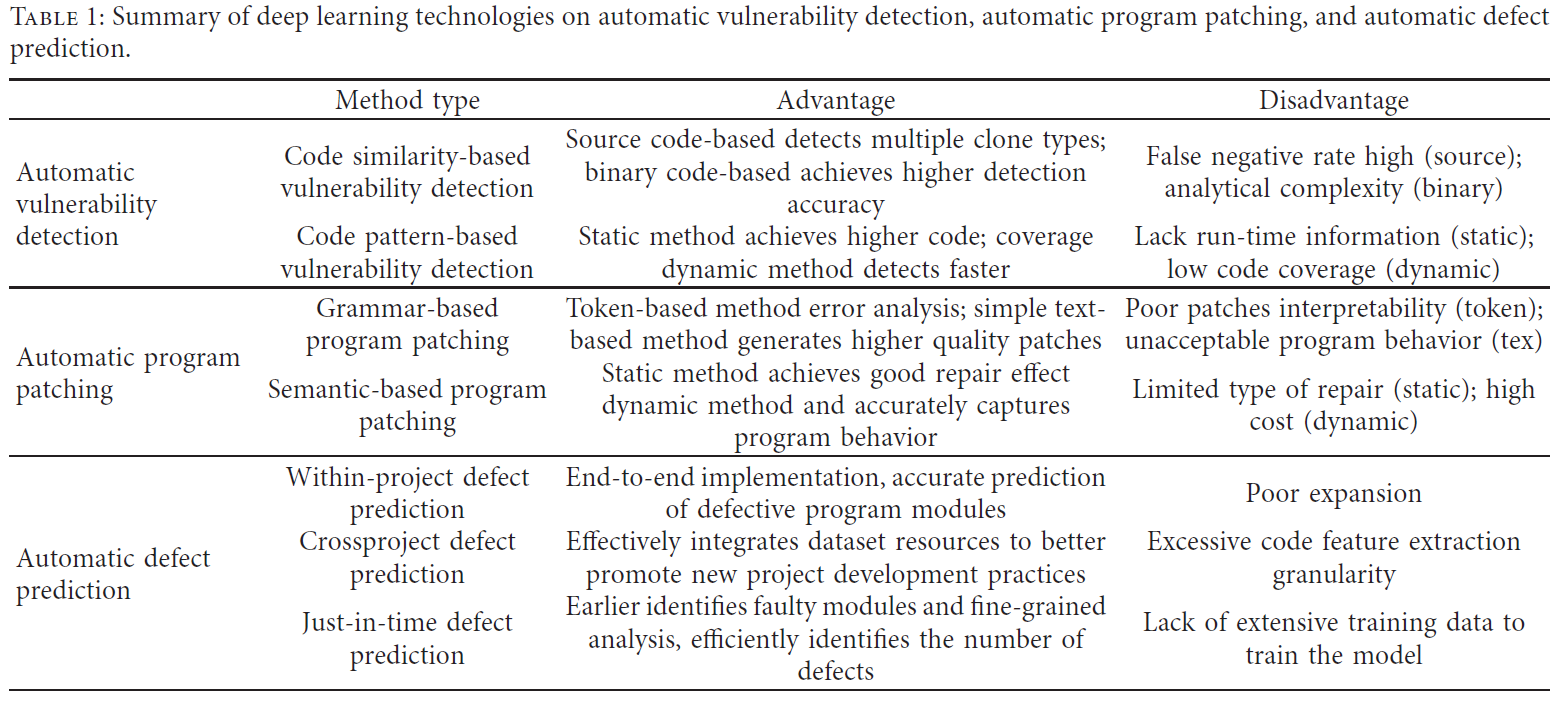 TABLE 1: Summary of deep learning technologies on automatic vulnerability detection, automatic program patching, and automatic defect
prediction.
Method type Advantage Disadvantage
Automatic
vulnerability
detection
Code similarity-based
vulnerability detection
Source code-based detects multiple clone types;
binary code-based achieves higher detection
accuracy
False negative rate high (source);
analytical complexity (binary)
Code pattern-based
vulnerability detection
Static method achieves higher code; coverage
dynamic method detects faster
Lack run-time information (static);
low code coverage (dynamic)
Automatic program
patching
Grammar-based
program patching
Token-based method error analysis; simple text-
based method generates higher quality patches
Poor patches interpretability (token);
unacceptable program behavior (tex)
Semantic-based program
patching
Static method achieves good repair effect
dynamic method and accurately captures
program behavior
Limited type of repair (static); high
cost (dynamic)
Automatic defect
prediction
Within-project defect
prediction
End-to-end implementation, accurate prediction
of defective program modules
Poor expansion
Crossproject defect
prediction
Effectively integrates dataset resources to better
promote new project development practices
Excessive code feature extraction
granularity
Just-in-time defect
prediction
Earlier identifies faulty modules and fine-grained
analysis, efficiently identifies the number of
defects
Lack of extensive training data to
train the model